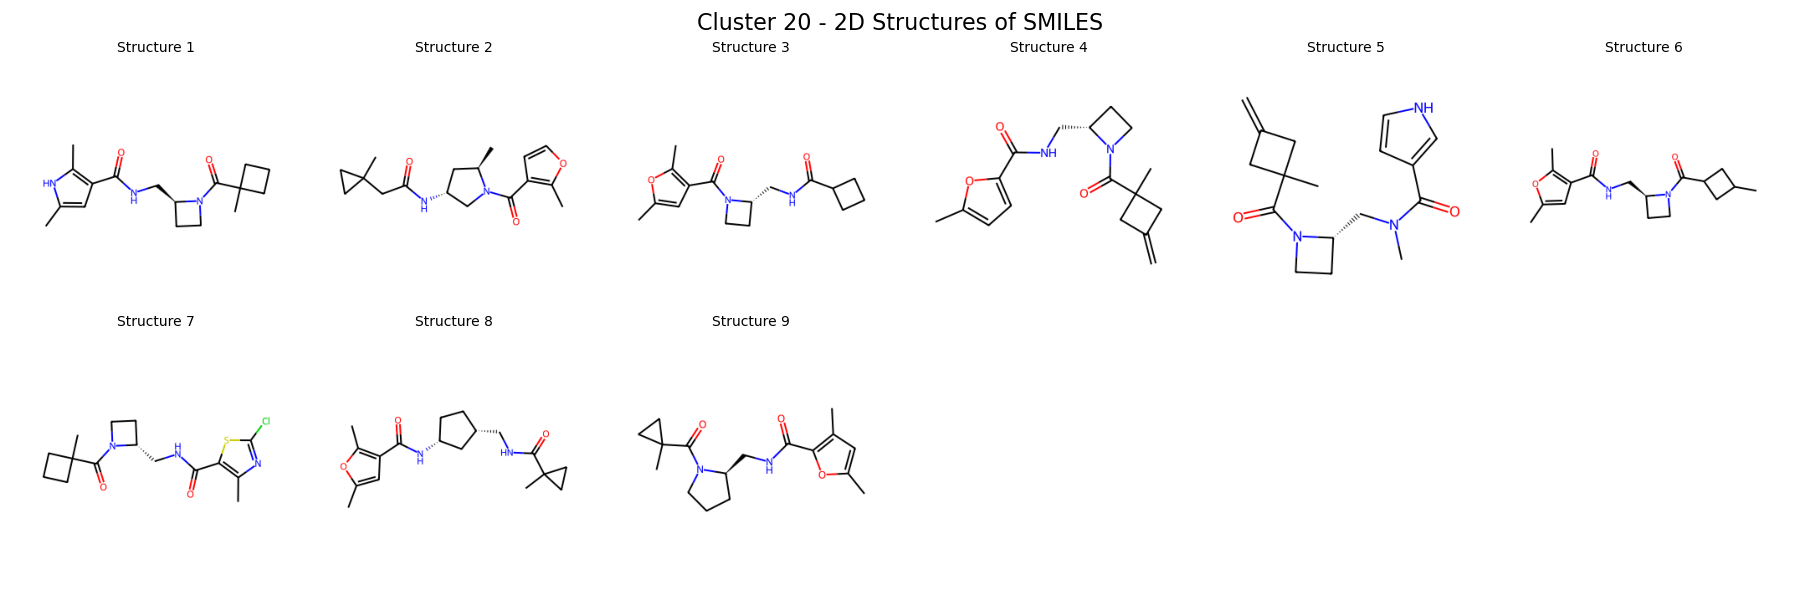 Cluster 20 - 2D Structures of SMILES
Structure 1
Structure 2
Structure 3
Structure 4
Structure 5
Structure 6
HN
O
N
H
O
N
O
N
H
N
O
O
O
O
N
O
N
H
O
O
NH
O
N
O
O
N
N
O
NH
O
O
N
H
O
N
Structure 7
Structure 8
Structure 9
N
O
H
N
O
S
N
Cl
O
O
N
H
HN
O
O
N
N
H
O
O